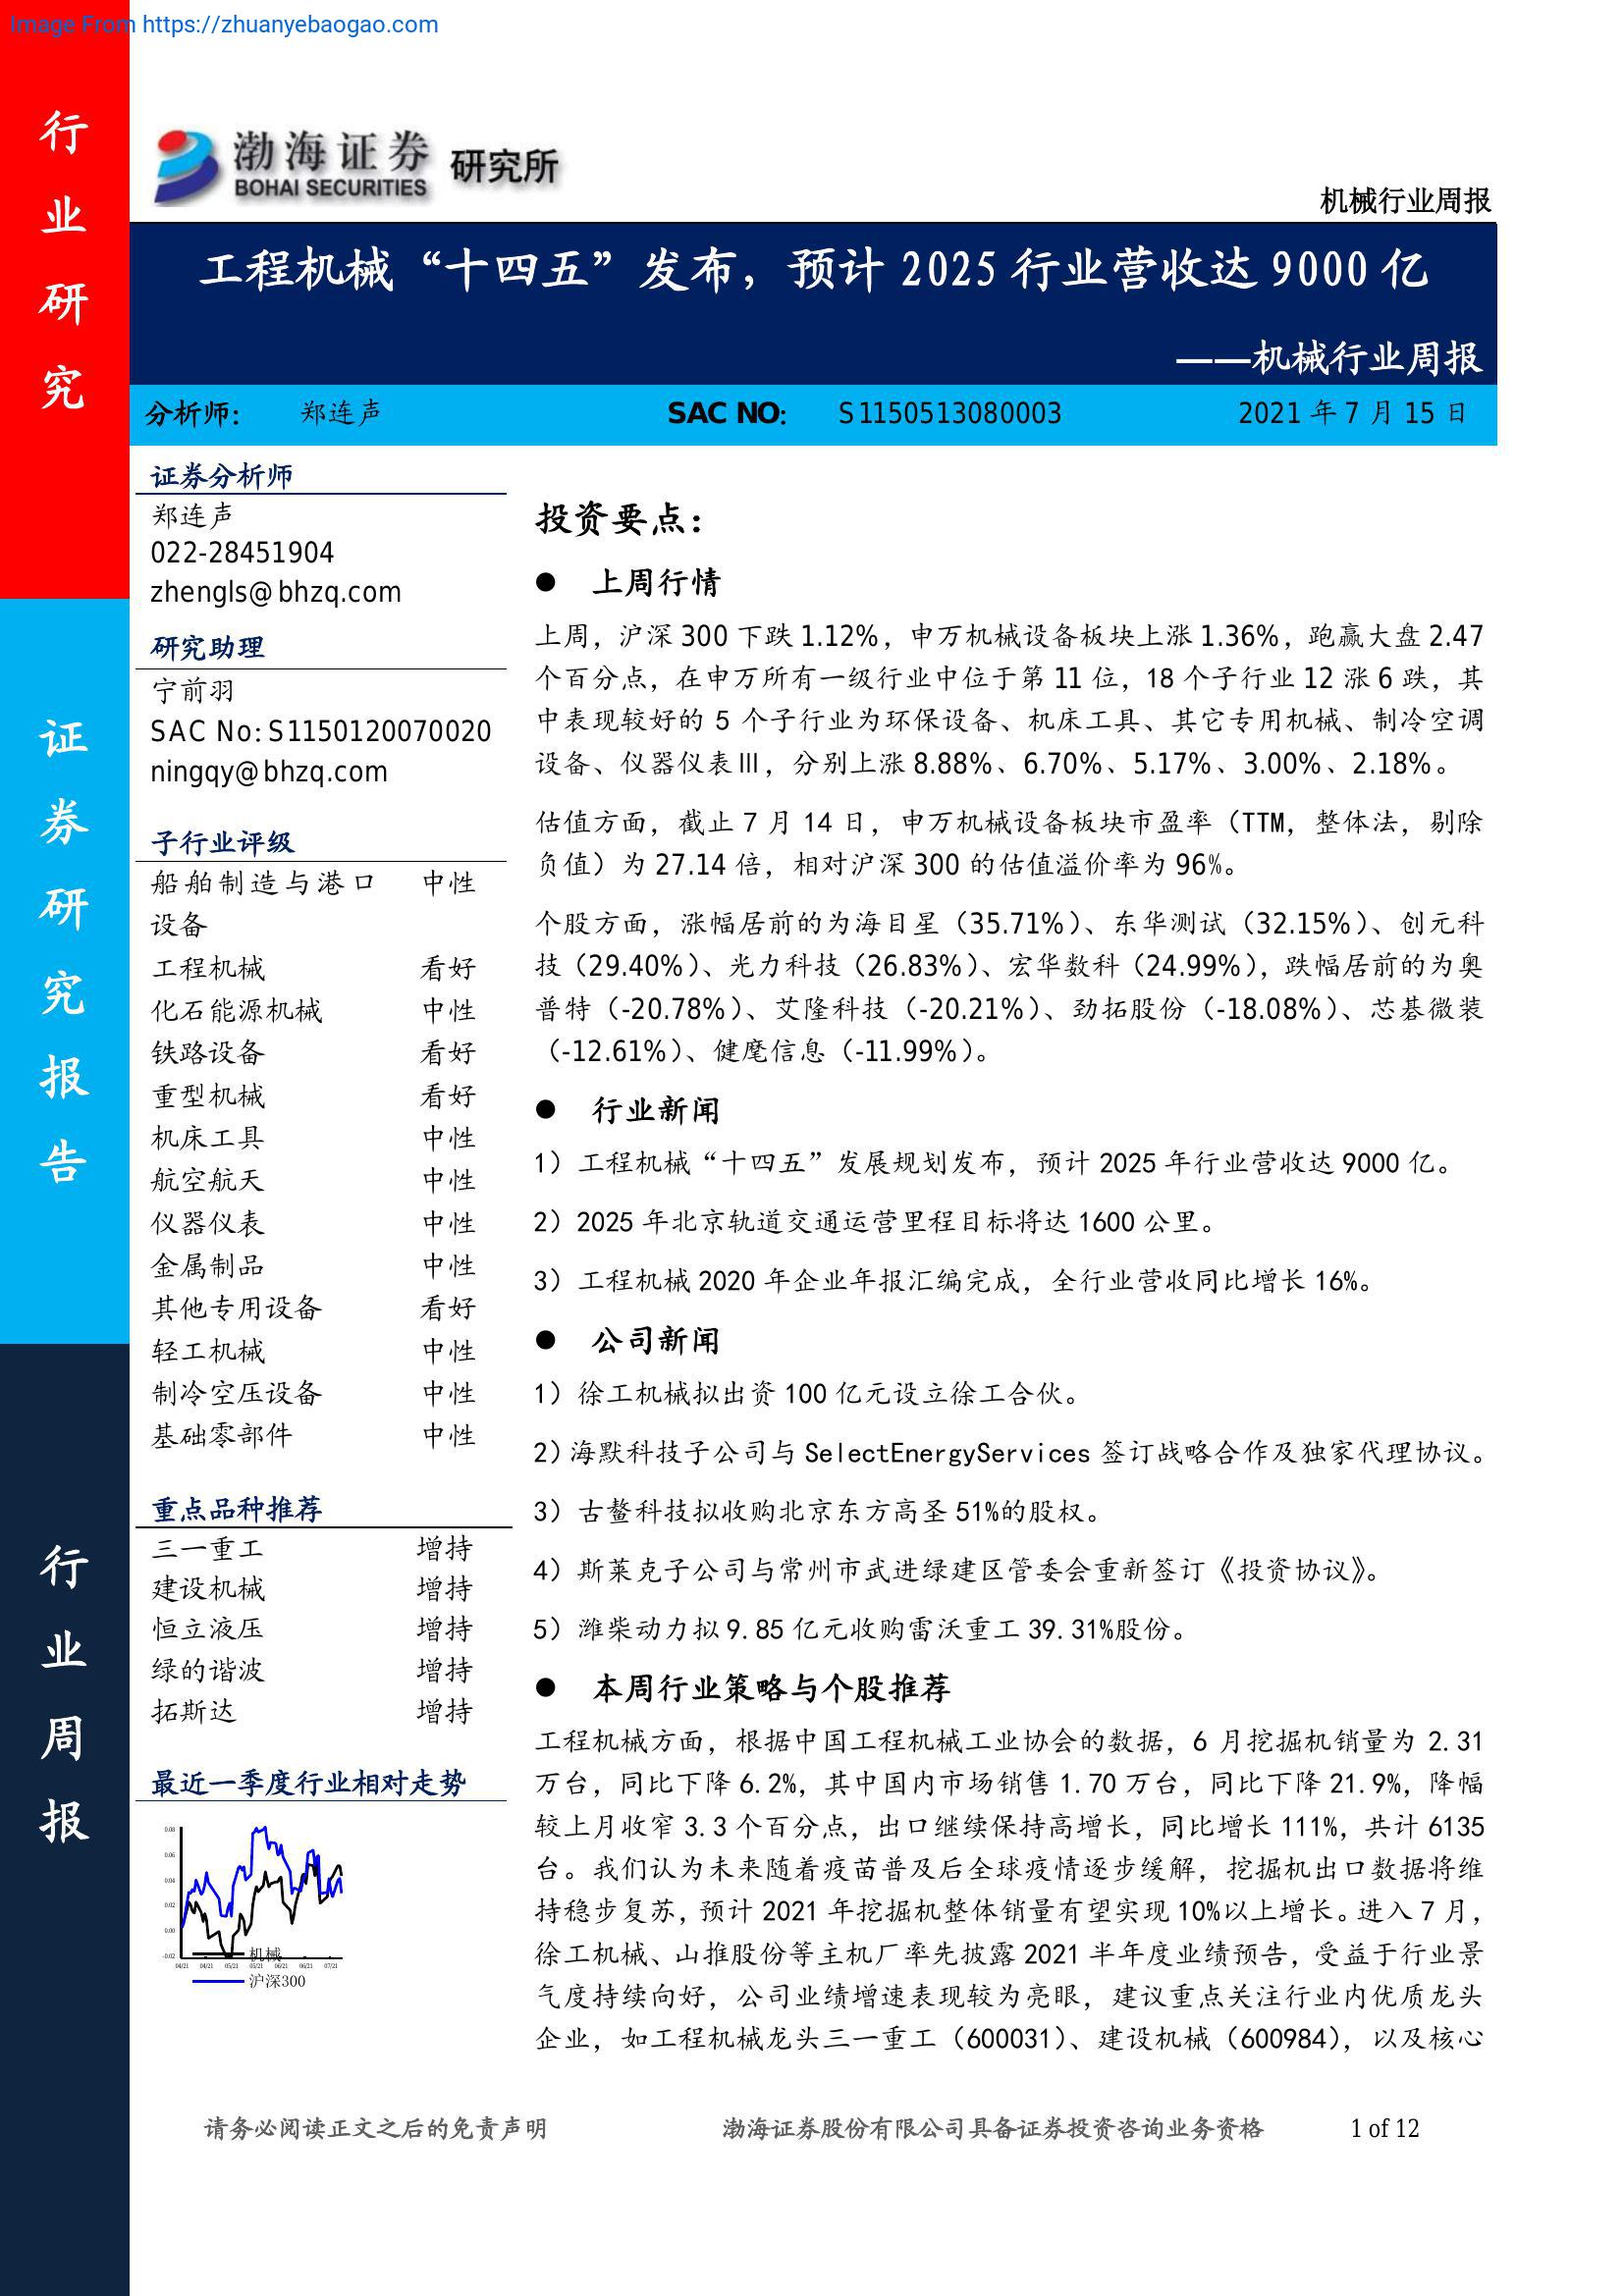 Image From https://zhuanyebaogao.com
行业研究
证券研究报告
行业周报
渤海证券 研究所
BOHAI SECURITIES
机械行业周报
工程机械“十四五”发布，预计 2025 行业营收达 9000 亿
——机械行业周报
分析师： 郑连声 SAC NO： S1150513080003 2021 年 7 月 15 日
证券分析师
郑连声
022-28451904
zhengls@bhzq.com
研究助理
宁前羽
SAC No:S1150120070020
ningqy@bhzq.com
子行业评级
船舶制造与港口 中性
设备
工程机械 看好
化石能源机械 中性
铁路设备 看好
重型机械 看好
机床工具 中性
航空航天 中性
仪器仪表 中性
金属制品 中性
其他专用设备 看好
轻工机械 中性
制冷空压设备 中性
基础零部件 中性
重点品种推荐
三一重工 增持
建设机械 增持
恒立液压 增持
绿的谐波 增持
拓斯达 增持
最近一季度行业相对走势
0.08
0.06
0.04
0.02
0.00
-0.02
04/21 04/21 05/21 05/21 06/21 06/21 07/21
机械
沪深300
投资要点：
● 上周行情
上周，沪深 300 下跌 1.12%，申万机械设备板块上涨 1.36%，跑赢大盘 2.47
个百分点，在申万所有一级行业中位于第 11 位，18 个子行业 12 涨 6 跌，其
中表现较好的 5 个子行业为环保设备、机床工具、其它专用机械、制冷空调
设备、仪器仪表Ⅲ，分别上涨 8.88%、6.70%、5.17%、3.00%、2.18%。
估值方面，截止 7 月 14 日，申万机械设备板块市盈率（TTM，整体法，剔除
负值）为 27.14 倍，相对沪深 300 的估值溢价率为 96%。
个股方面，涨幅居前的为海目星（35.71%）、东华测试（32.15%）、创元科
技（29.40%）、光力科技（26.83%）、宏华数科（24.99%），跌幅居前的为奥
普特（-20.78%）、艾隆科技（-20.21%）、劲拓股份（-18.08%）、芯碁微装
（-12.61%）、健麾信息（-11.99%）。
● 行业新闻
1）工程机械“十四五”发展规划发布，预计 2025 年行业营收达 9000 亿。
2）2025 年北京轨道交通运营里程目标将达 1600 公里。
3）工程机械 2020 年企业年报汇编完成，全行业营收同比增长 16%。
● 公司新闻
1）徐工机械拟出资 100 亿元设立徐工合伙。
2）海默科技子公司与 SelectEnergyServices 签订战略合作及独家代理协议。
3）古鳌科技拟收购北京东方高圣 51%的股权。
4）斯莱克子公司与常州市武进绿建区管委会重新签订《投资协议》。
5）潍柴动力拟 9.85 亿元收购雷沃重工 39.31%股份。
● 本周行业策略与个股推荐
工程机械方面，根据中国工程机械工业协会的数据，6 月挖掘机销量为 2.31
万台，同比下降 6.2%，其中国内市场销售 1.70 万台，同比下降 21.9%，降幅
较上月收窄 3.3 个百分点，出口继续保持高增长，同比增长 111%，共计 6135
台。我们认为未来随着疫苗普及后全球疫情逐步缓解，挖掘机出口数据将维
持稳步复苏，预计 2021 年挖掘机整体销量有望实现 10%以上增长。进入 7 月，
徐工机械、山推股份等主机厂率先披露 2021 半年度业绩预告，受益于行业景
气度持续向好，公司业绩增速表现较为亮眼，建议重点关注行业内优质龙头
企业，如工程机械龙头三一重工（600031）、建设机械（600984），以及核心
请务必阅读正文之后的免责声明 渤海证券股份有限公司具备证券投资咨询业务资格 1 of 12